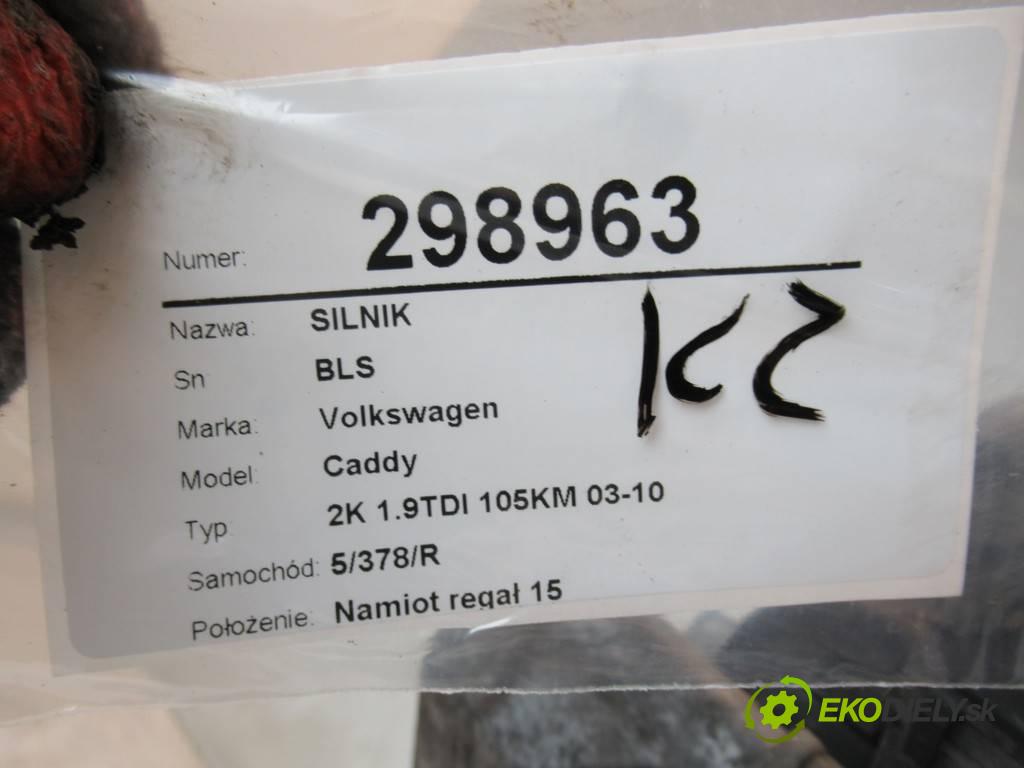 Numer: 298963
Nazwa: SILNIK
Sn BLS
Marka: Volkswagen
Model: Caddy
Typ 2K 1.9TDI 105KM 03-10
Samochód: 5/378/R
Położenie: Namiot regał 15
EKODIELY.sk